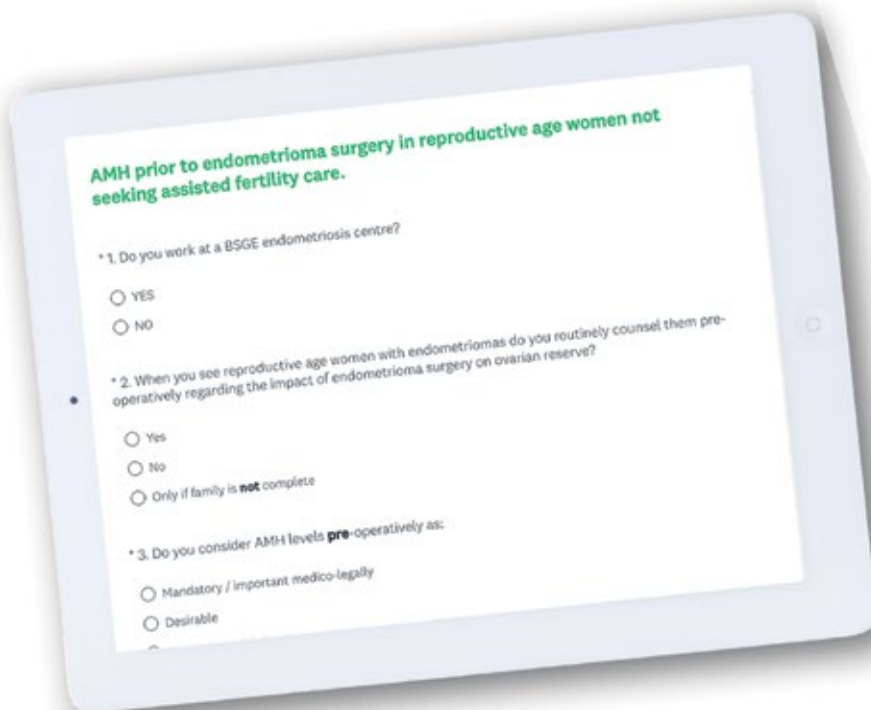 AMH prior to endometrioma surgery in reproductive age women not
seeking assisted fertility care.
* 1. Do you work at a BSGE endometriosis centre?
YES
NO
* 2. When you see reproductive age women with endometriomas do you routinely counsel them pre-
operatively regarding the impact of endometrioma surgery on ovarian reserve?
Yes
No
Only if family is not complete
* 3. Do you consider AMH levels pre-operatively as:
Mandatory / important medico-legally
Desirable